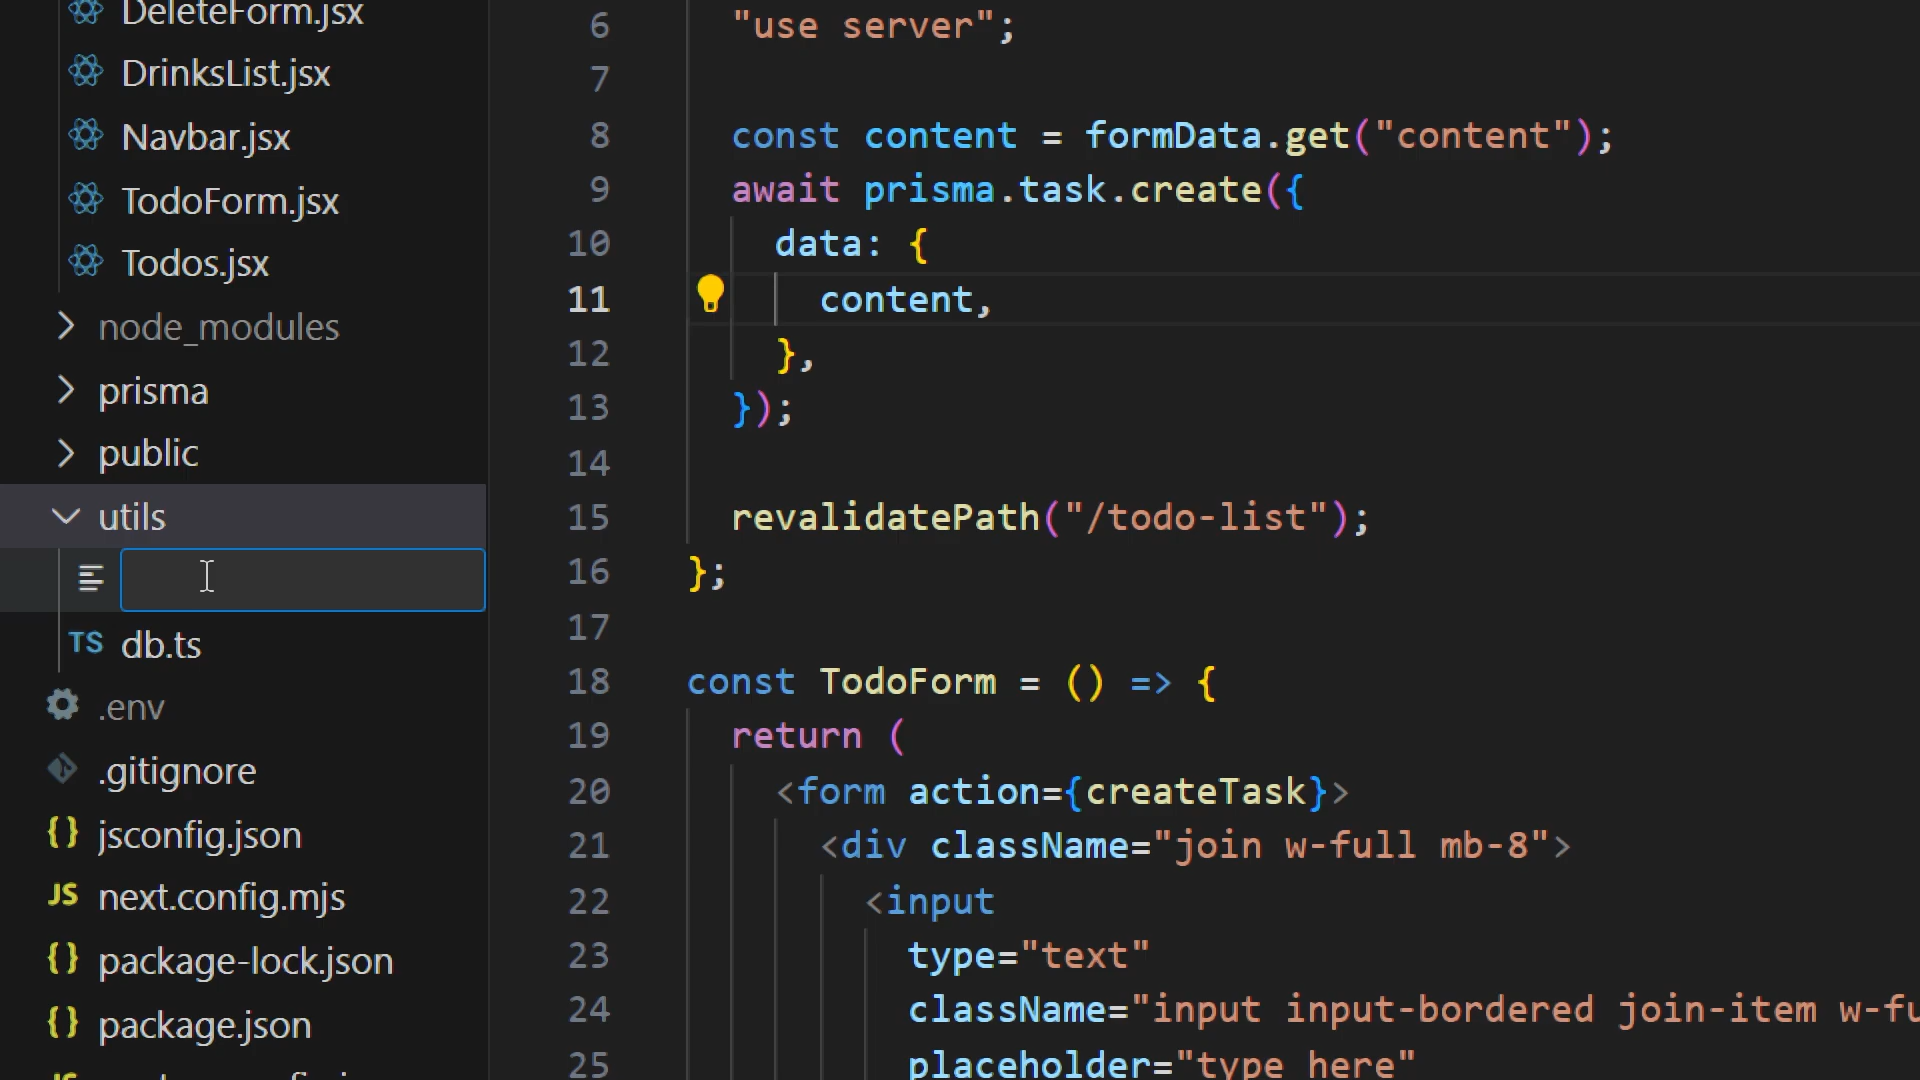 DeleteForm.jsx
DrinksList.jsx
Navbar.jsx
TodoForm.jsx
Todos.jsx
node_modules
prisma
public
utils
TS db.ts
.env
.gitignore
{} jsconfig.json
JS next.config.mjs
{} package-lock.json
{} package.json
6 "use server";
7
8 const content = formData.get("content");
9 await prisma.task.create({
10 data: {
11 content,
12 },
13 });
14
15 revalidatePath("/todo-list");
16 };
17
18 const TodoForm = () => {
19 return (
20 <form action={createTask}>
21 <div className="join w-full mb-8">
22 <input
23 type="text"
24 className="input input-bordered join-item w-fu
25 placeholder="type here"